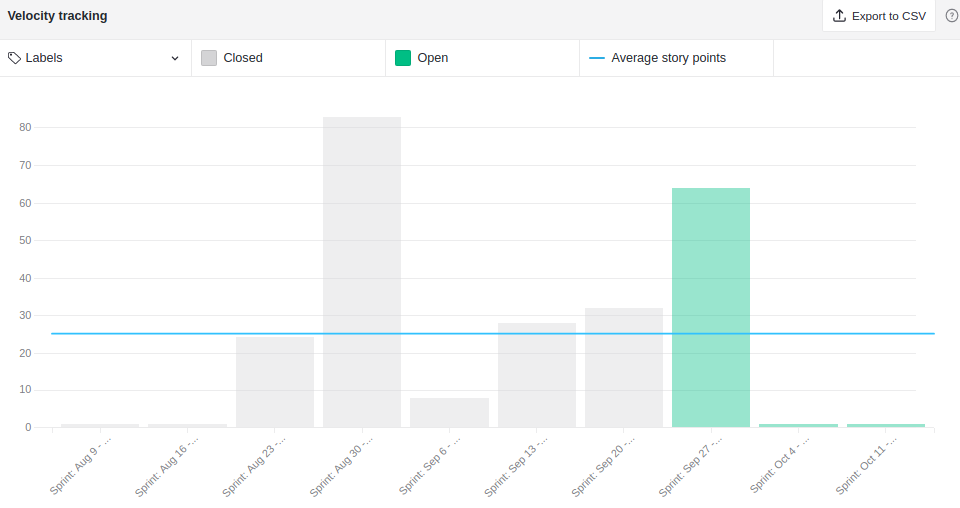 Velocity tracking
Export to CSV
?
Labels
Closed
Open
Average story points
80
70
60
50
40
30
20
10
0
Sprint: Aug 9 - ...
Sprint: Aug 16 -...
Sprint: Aug 23 -...
Sprint: Aug 30 -...
Sprint: Sep 6 - ...
Sprint: Sep 13 -...
Sprint: Sep 20 -...
Sprint: Sep 27 -...
Sprint: Oct 4 - ...
Sprint: Oct 11 -...